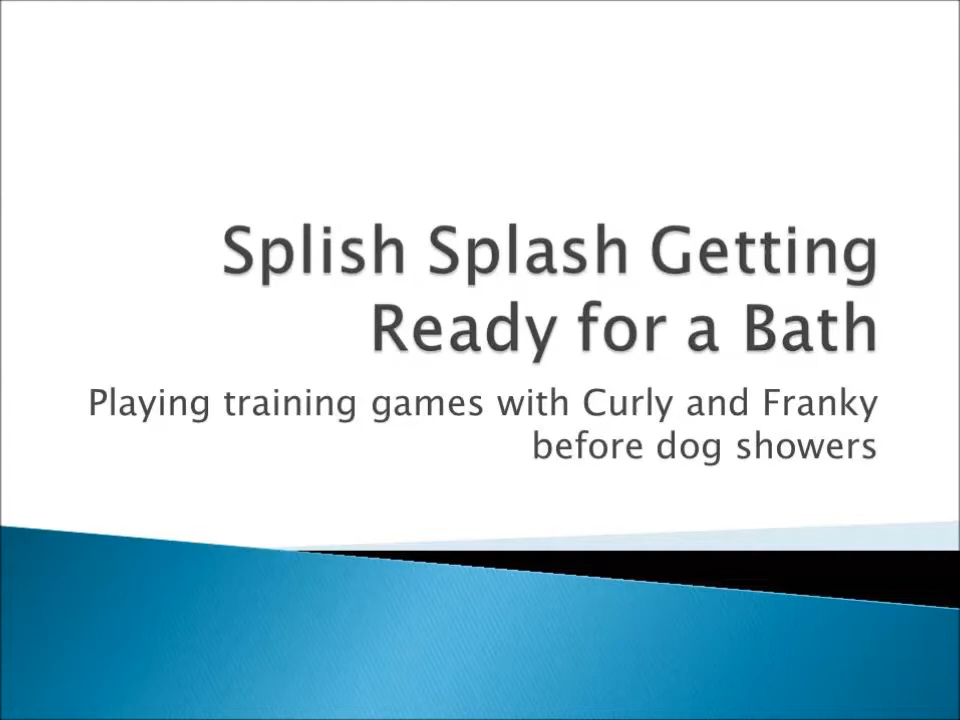 Splish Splash Getting
Ready for a Bath
Playing training games with Curly and Franky
before dog showers